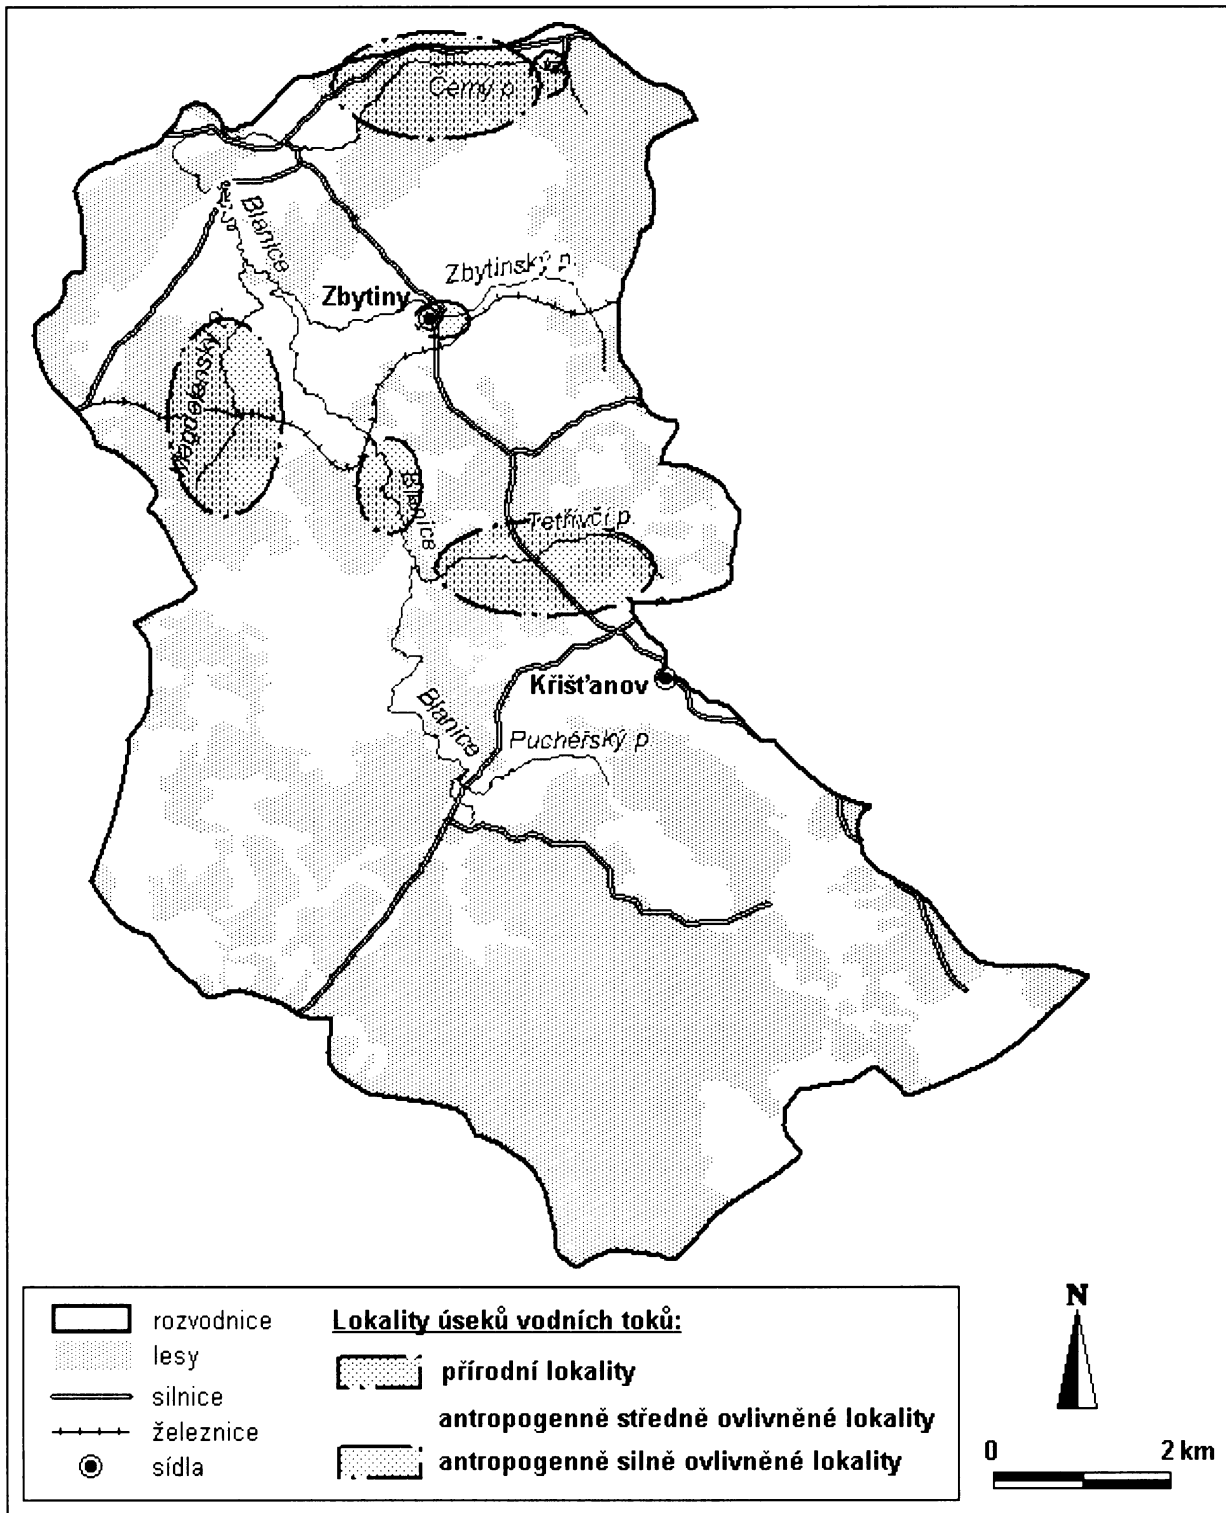 Černý p.
Blanice
Zbytinský p.
Zbytiny
Magdalenský p.
Blanice
Tetřívčí p.
Křišťanov
Blanice
Puchéřský p
rozvodnice
lesy
silnice
železnice
sídla
Lokality úseků vodních toků:
přírodní lokality
antropogenně středně ovlivněné lokality
antropogenně silně ovlivněné lokality
N
0 2 km